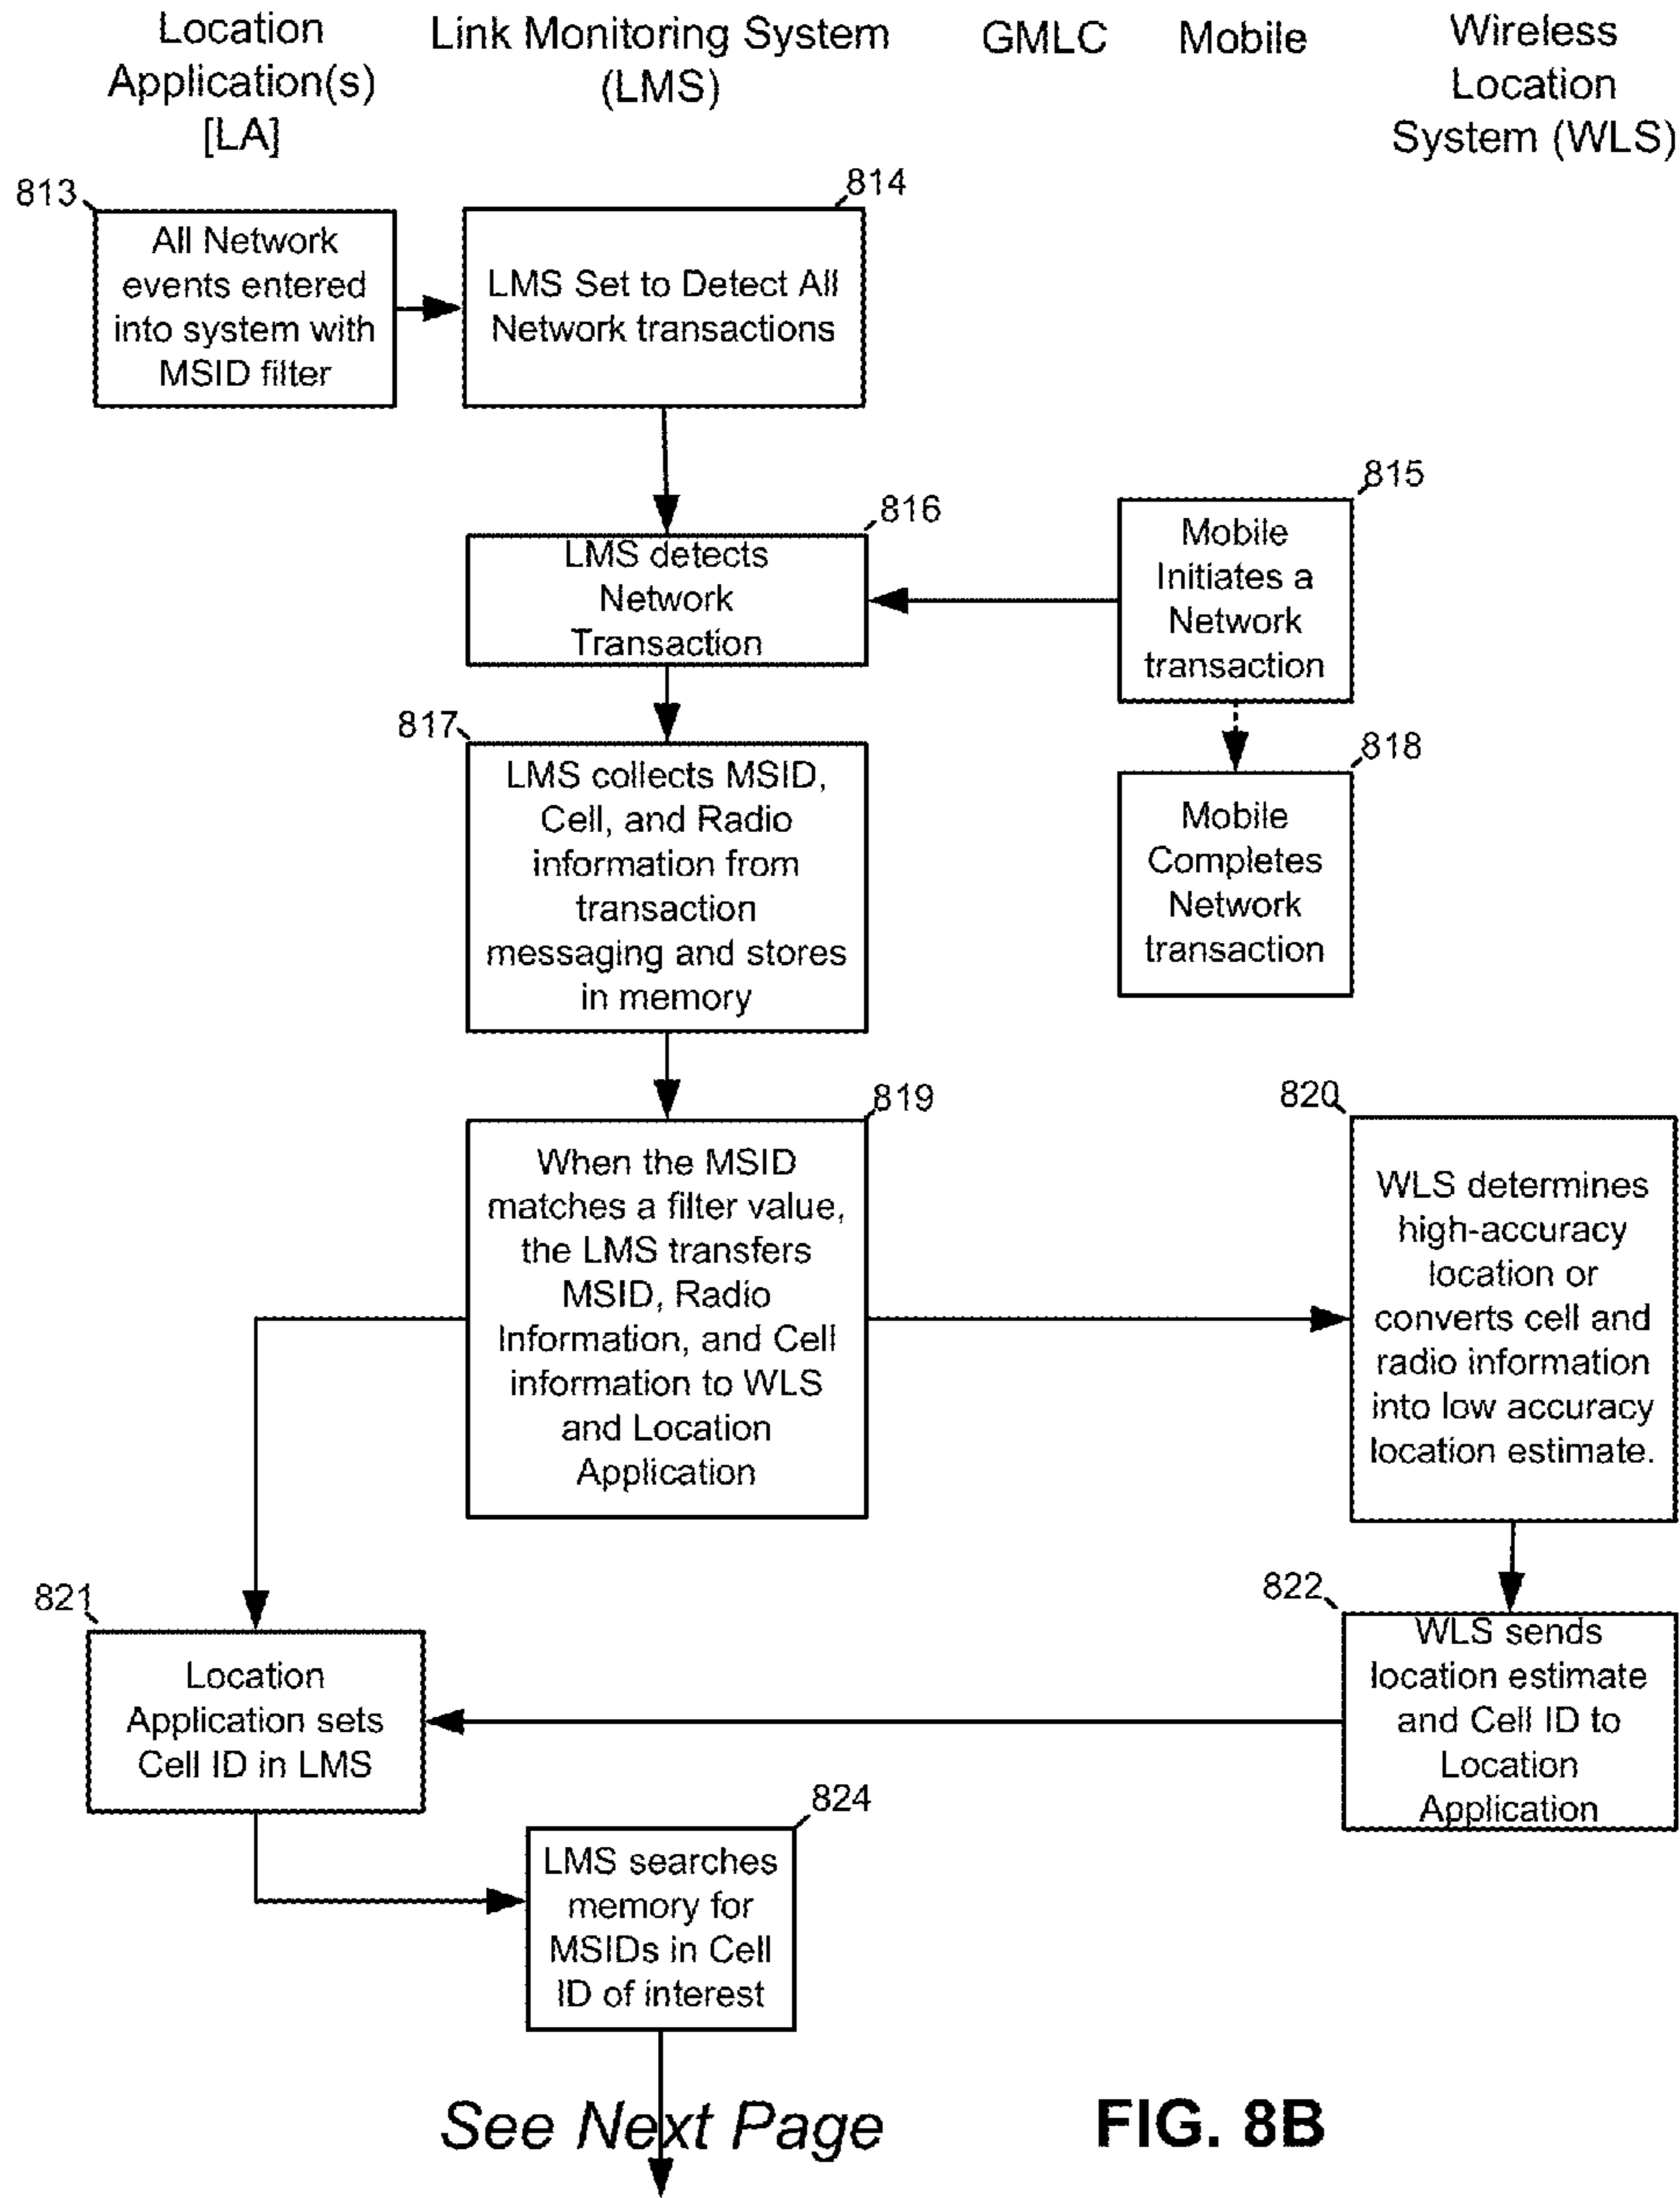 Location
Application(s)
[LA]
Link Monitoring System
(LMS)
GMLC
Mobile
Wireless
Location
System (WLS)
813
All Network
events entered
into system with
MSID filter
814
LMS Set to Detect All
Network transactions
815
Mobile
Initiates a
Network
transaction
816
LMS detects
Network
Transaction
817
LMS collects MSID,
Cell, and Radio
information from
transaction
messaging and stores
in memory
818
Mobile
Completes
Network
transaction
819
When the MSID
matches a filter value,
the LMS transfers
MSID, Radio
Information, and Cell
information to WLS
and Location
Application
820
WLS determines
high-accuracy
location or
converts cell and
radio information
into low accuracy
location estimate.
821
Location
Application sets
Cell ID in LMS
822
WLS sends
location estimate
and Cell ID to
Location
Application
824
LMS searches
memory for
MSIDs in Cell
ID of interest
See Next Page
FIG. 8B